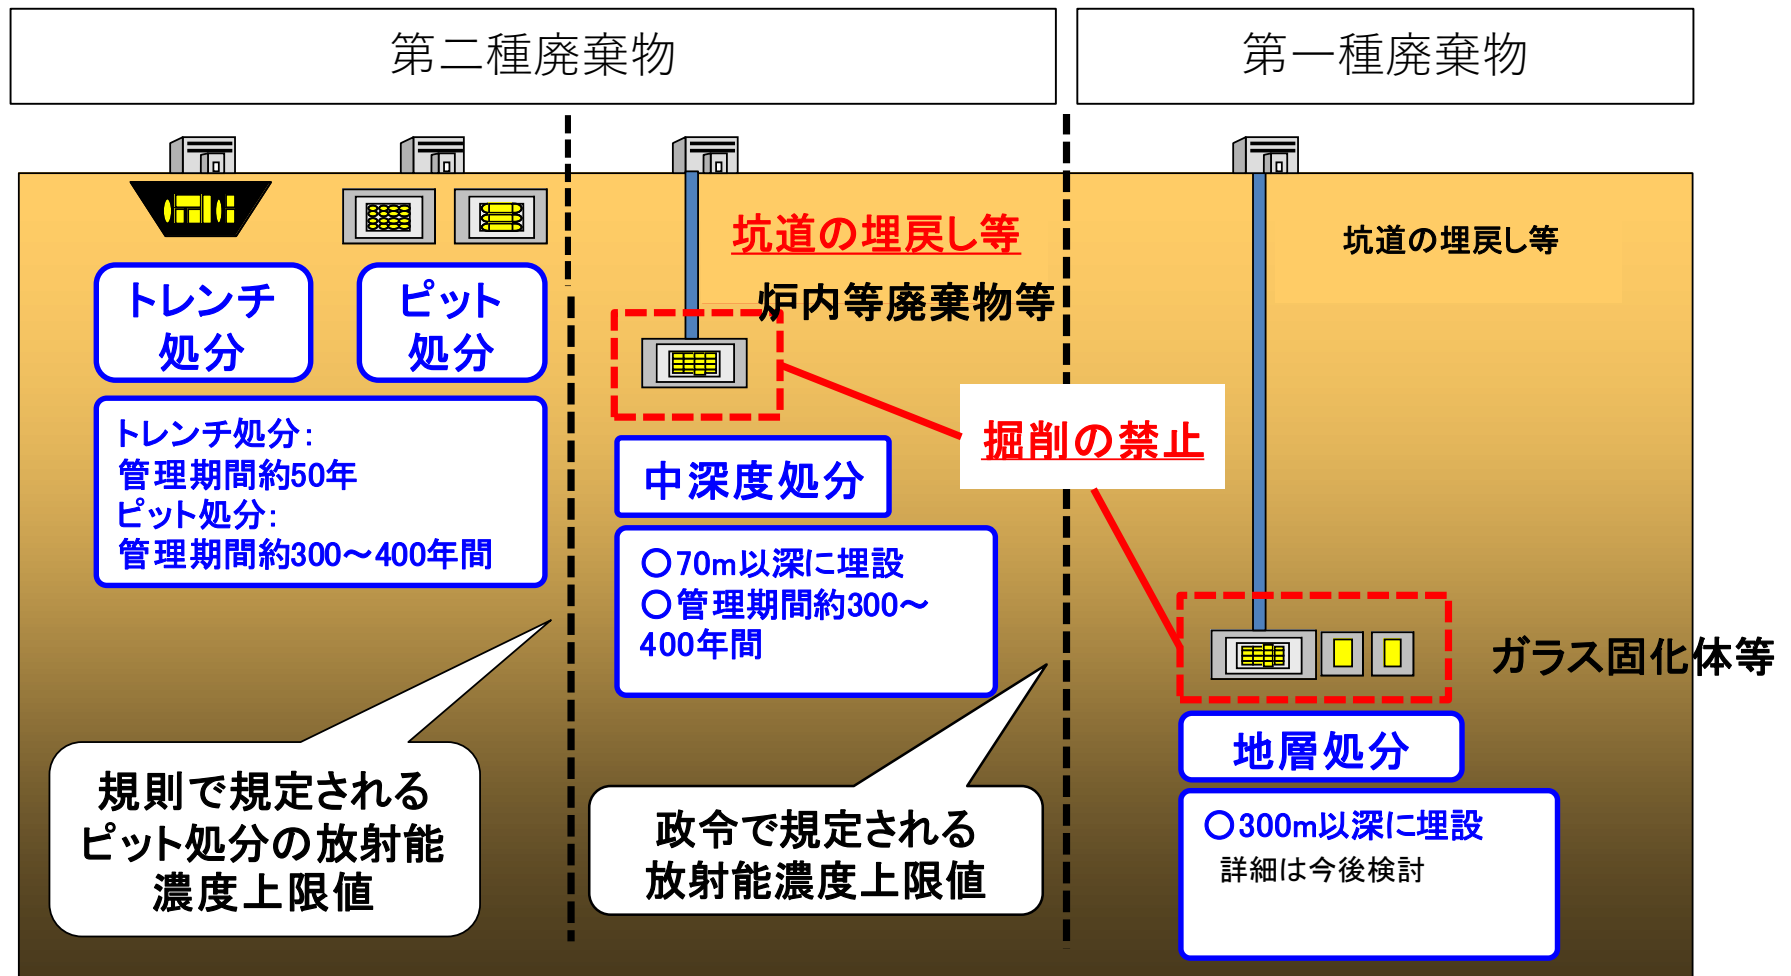 第二種廃棄物
第一種廃棄物
坑道の埋戻し等
坑道の埋戻し等
炉内等廃棄物等
トレンチ
処分
ピット
処分
トレンチ処分：
管理期間約50年
ピット処分：
管理期間約300～400年間
掘削の禁止
中深度処分
○70m以深に埋設
○管理期間約300～
400年間
ガラス固化体等
地層処分
○300m以深に埋設
詳細は今後検討
規則で規定される
ピット処分の放射能
濃度上限値
政令で規定される
放射能濃度上限値